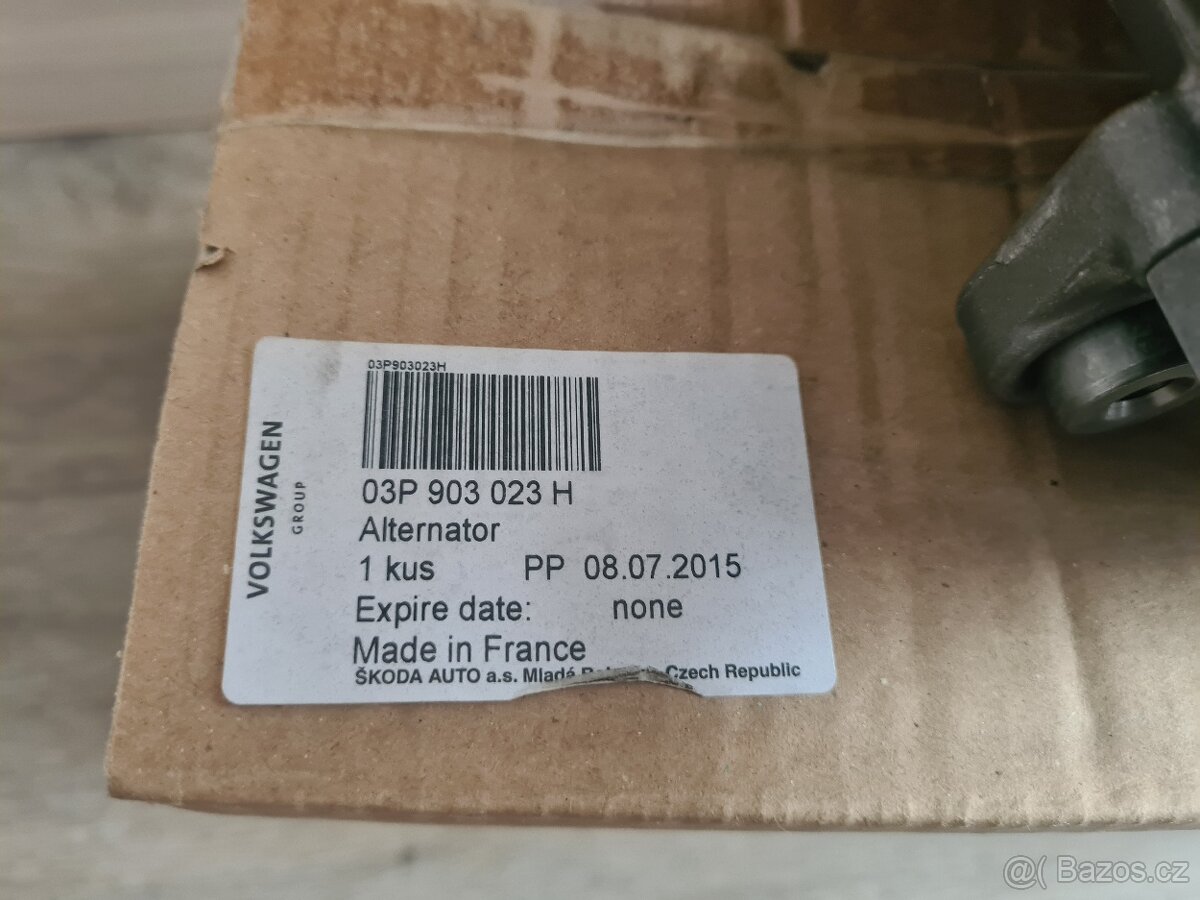 03P903023H
VOLKSWAGEN
GROUP
03P 903 023 H
Alternator
1 kus PP 08.07.2015
Expire date: none
Made in France
ŠKODA AUTO a.s. Mladá Czech Republic
@( Bazos.cz